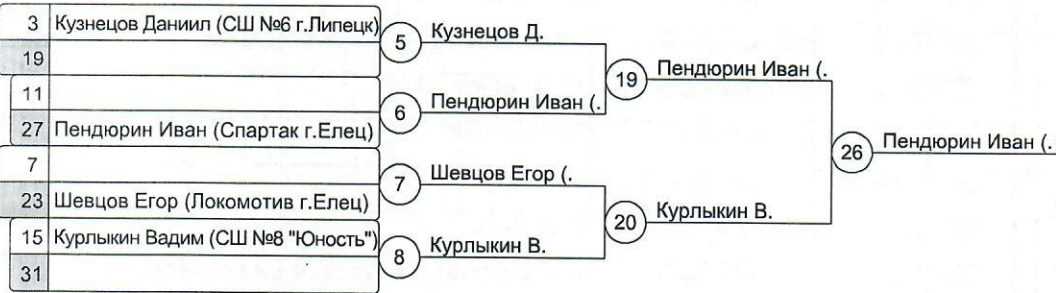 3 Кузнецов Даниил (СШ №6 г.Липецк)
19
11
27 Пендюрин Иван (Спартак г.Елец)
7
23 Шевцов Егор (Локомотив г.Елец)
15 Курлыкин Вадим (СШ №8 "Юность")
31
5 Кузнецов Д.
6 Пендюрин Иван (.
7 Шевцов Егор (.
8 Курлыкин В.
19 Пендюрин Иван (.
20 Курлыкин В.
26 Пендюрин Иван (.